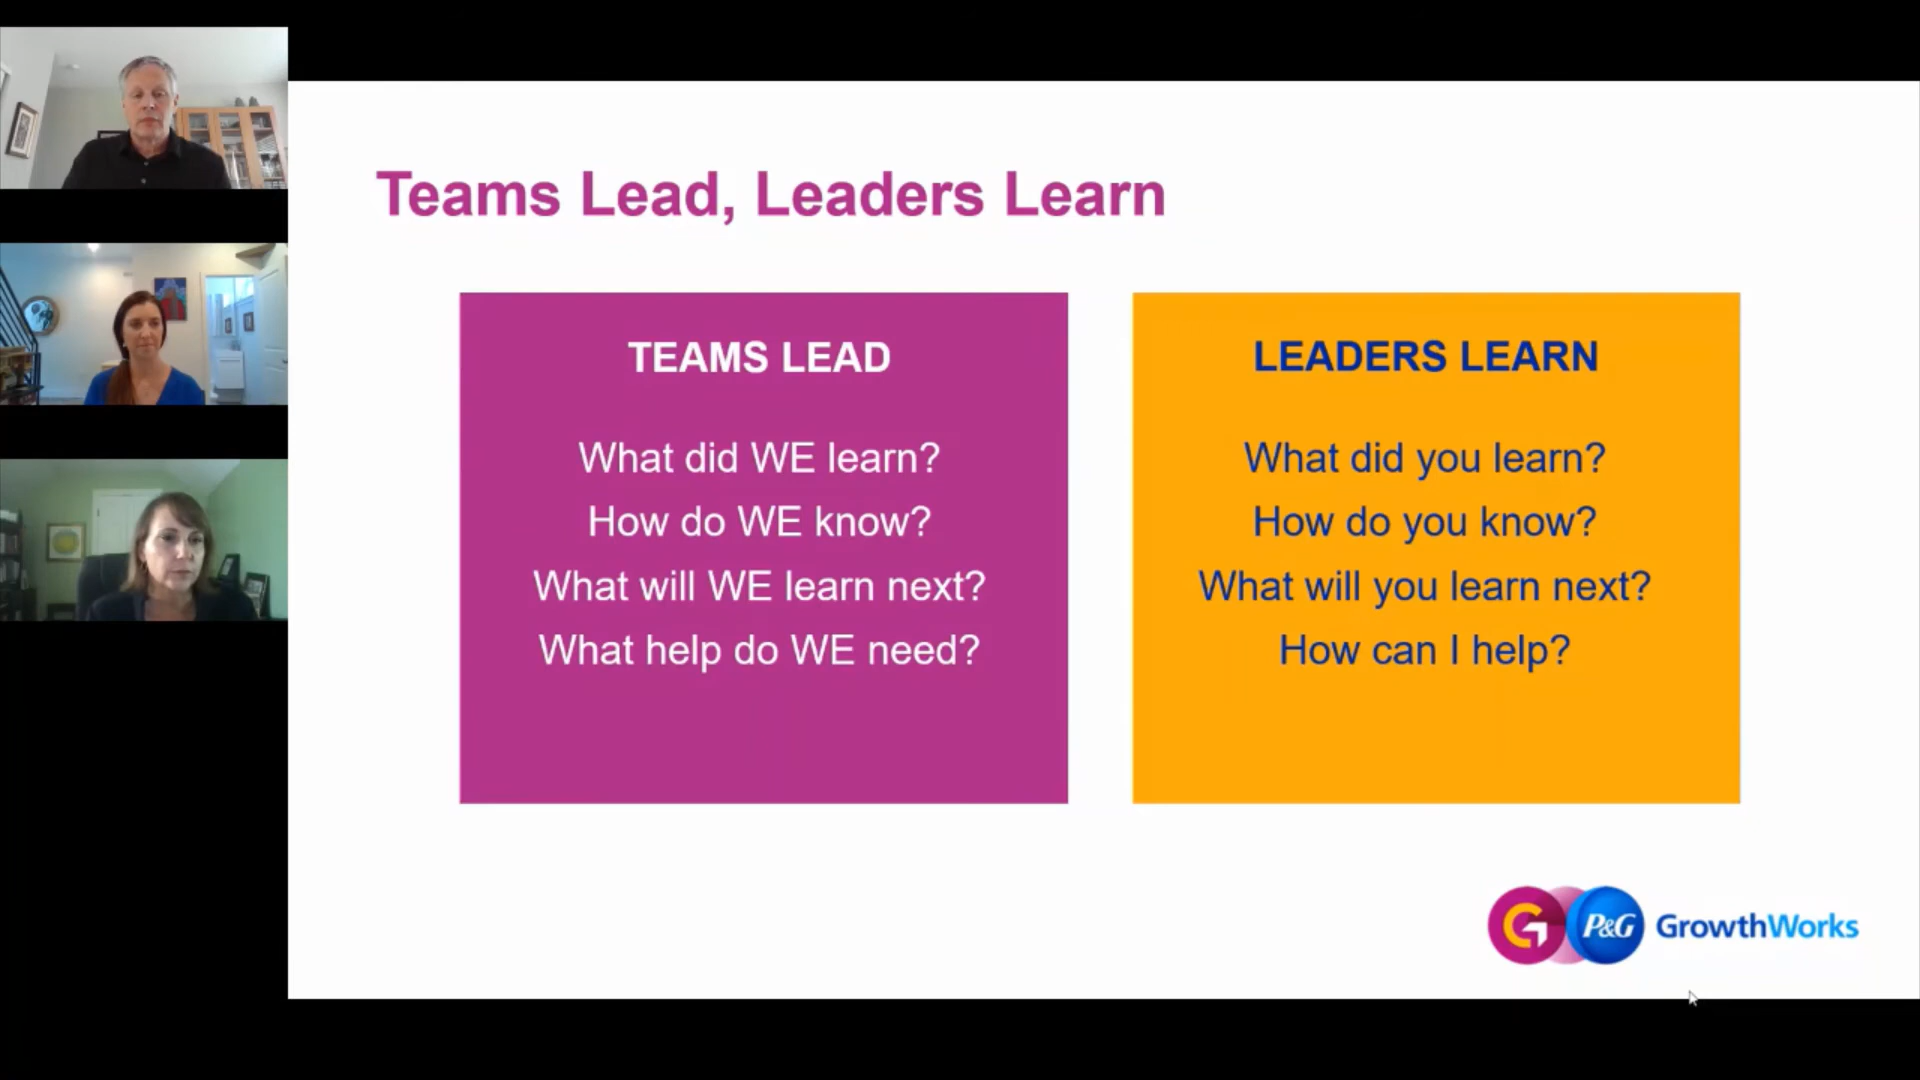 Teams Lead, Leaders Learn
TEAMS LEAD
What did WE learn?
How do WE know?
What will WE learn next?
What help do WE need?
LEADERS LEARN
What did you learn?
How do you know?
What will you learn next?
How can I help?
G P&G GrowthWorks